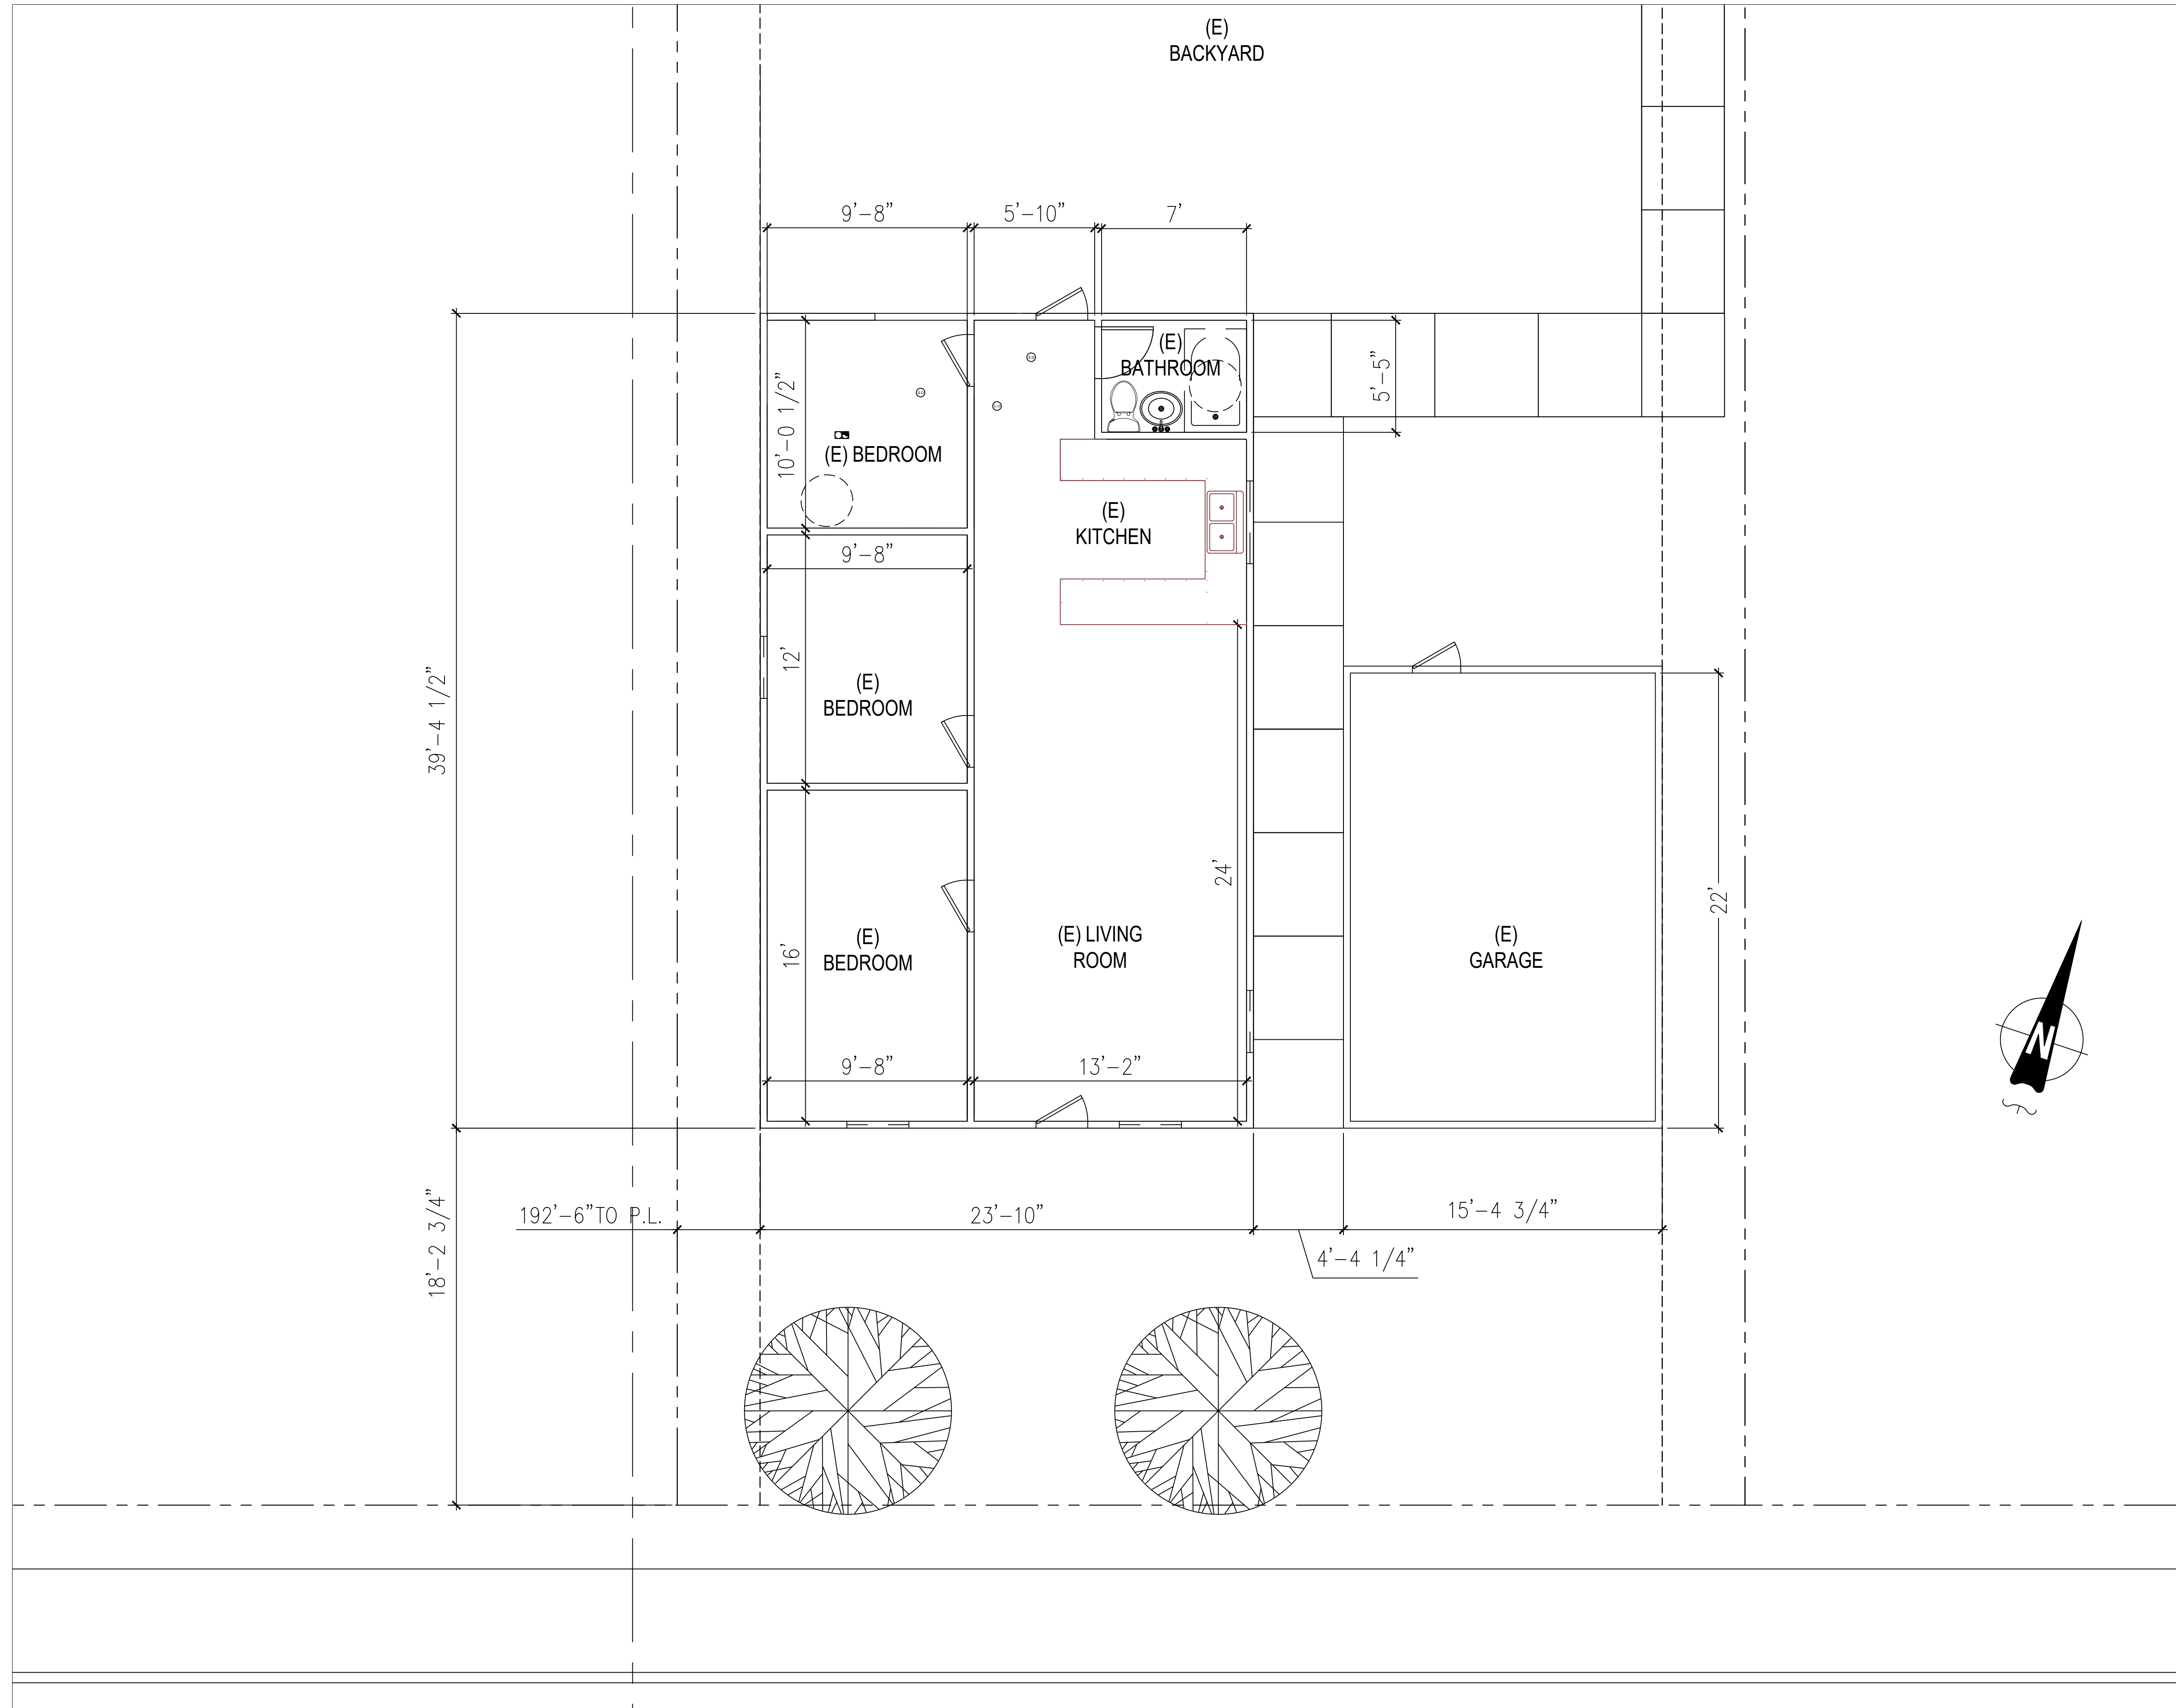 (E)
BACKYARD
9'-8"
5'-10"
7'
(E)
BATHROOM
5'-5"
10'-0 1/2"
(E) BEDROOM
(E)
KITCHEN
9'-8"
39'-4 1/2"
12'
(E)
BEDROOM
24'
22'
16'
(E)
BEDROOM
(E) LIVING
ROOM
(E)
GARAGE
N
9'-8"
13'-2"
18'-2 3/4"
192'-6"TO P.L.
23'-10"
15'-4 3/4"
4'-4 1/4"